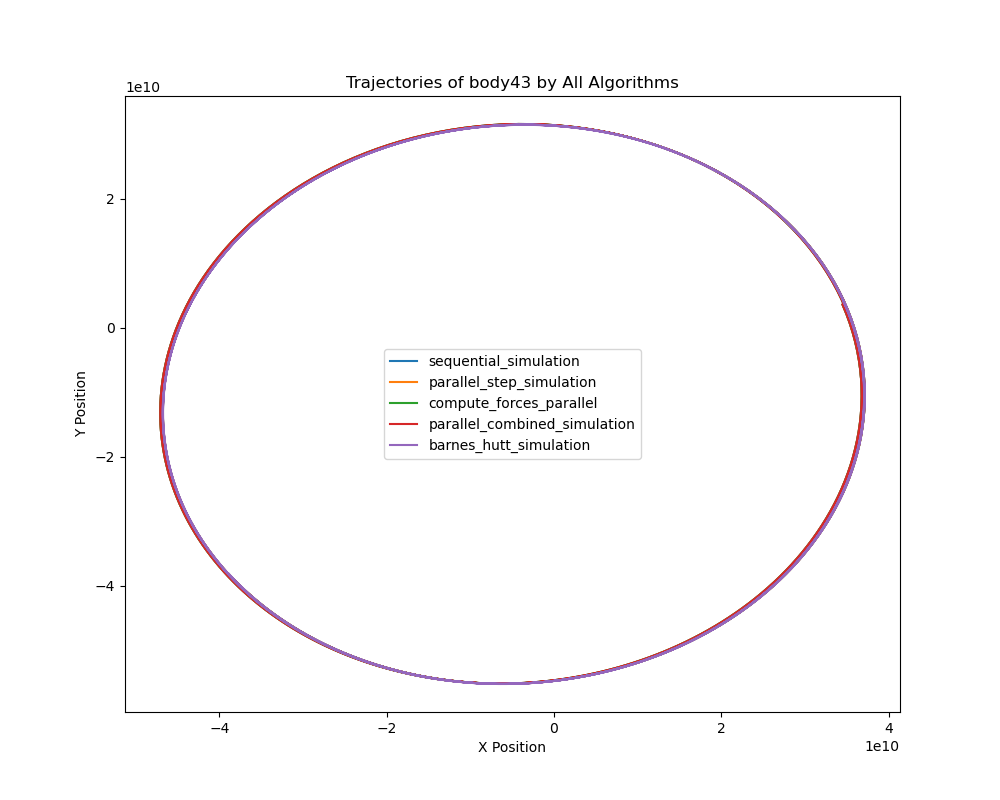 Trajectories of body43 by All Algorithms
1e10
2
0
−2
−4
Y Position
sequential_simulation
parallel_step_simulation
compute_forces_parallel
parallel_combined_simulation
barnes_hutt_simulation
−4 −2 0 2 4
X Position
1e10